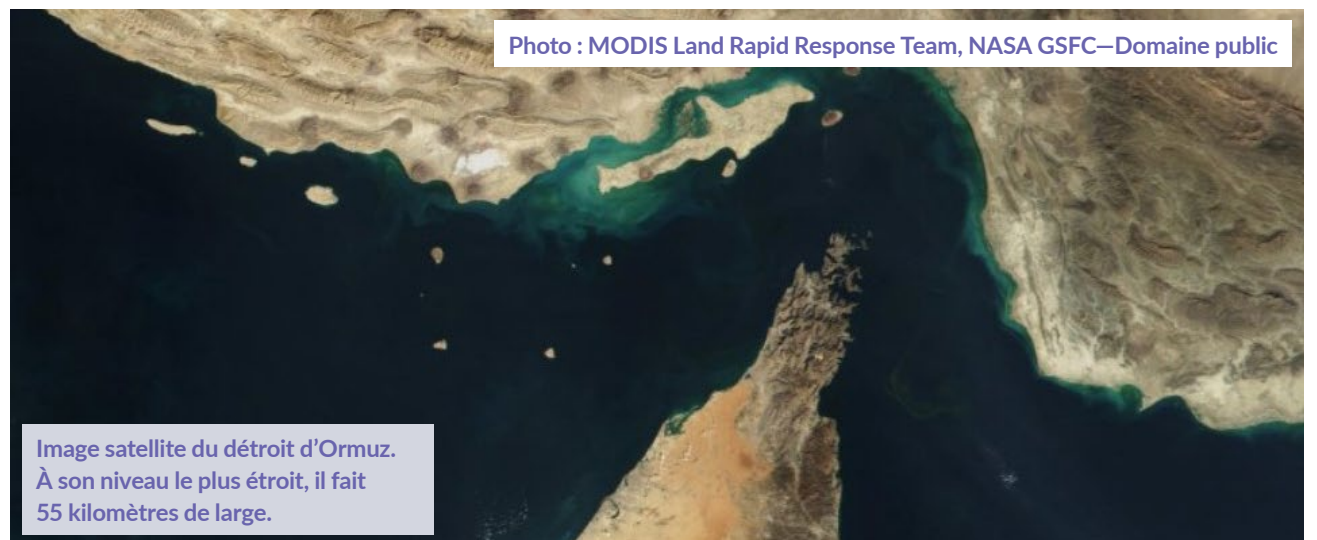 Photo : MODIS Land Rapid Response Team, NASA GSFC—Domaine public
Image satellite du détroit d’Ormuz.
À son niveau le plus étroit, il fait
55 kilomètres de large.